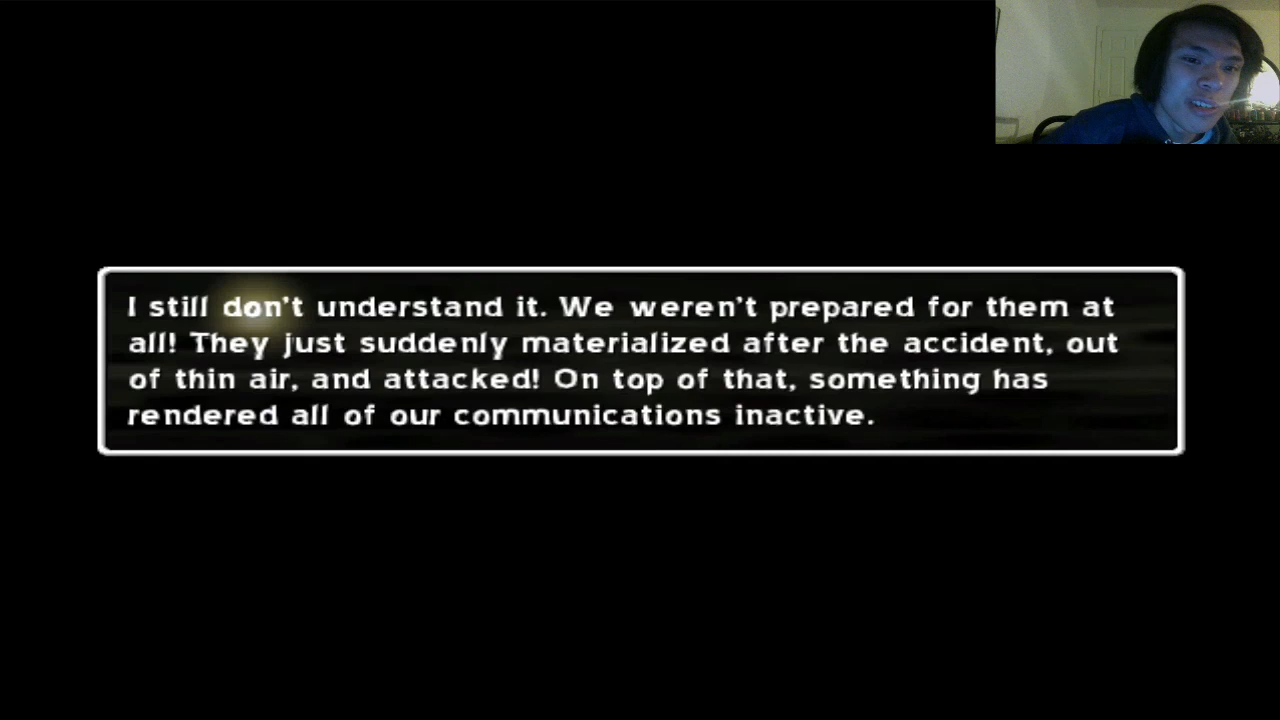 I still don't understand it. We weren't prepared for them at
all! They just suddenly materialized after the accident, out
of thin air, and attacked! On top of that, something has
rendered all of our communications inactive.